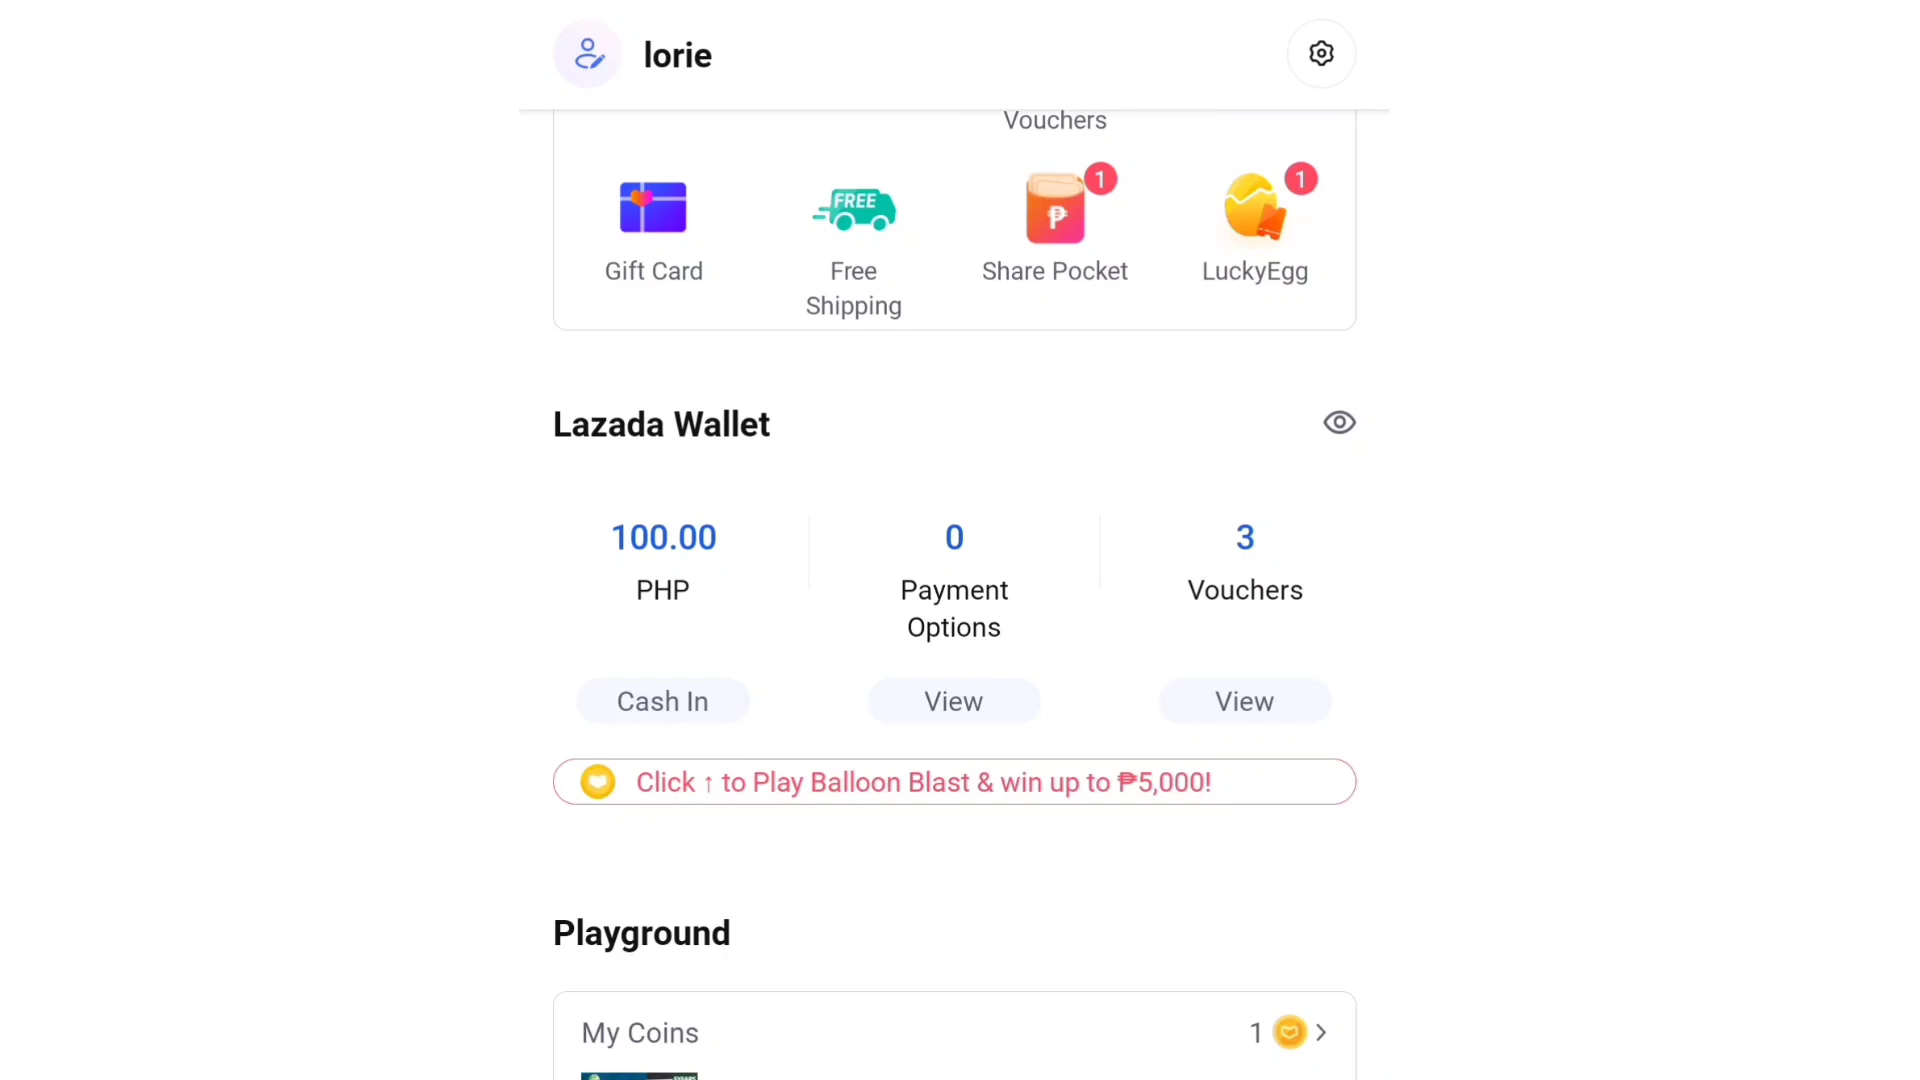 lorie
Vouchers
1
1
FREE
₱
Gift Card
Free
Shipping
Share Pocket
LuckyEgg
Lazada Wallet
100.00
0
3
PHP
Payment
Options
Vouchers
Cash In
View
View
Click ↑ to Play Balloon Blast & win up to ₱5,000!
Playground
My Coins
1